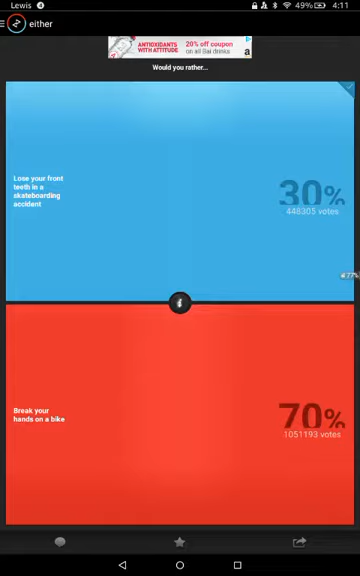 Lewis
49%
4:11
either
ANTIOXIDANTS
WITH ATTITUDE
20% off coupon
on all Bai drinks
a
Would you rather...
Lose your front
teeth in a
skateboarding
accident
30%
448305 votes
77%
Break your
hands on a bike
70%
1051193 votes